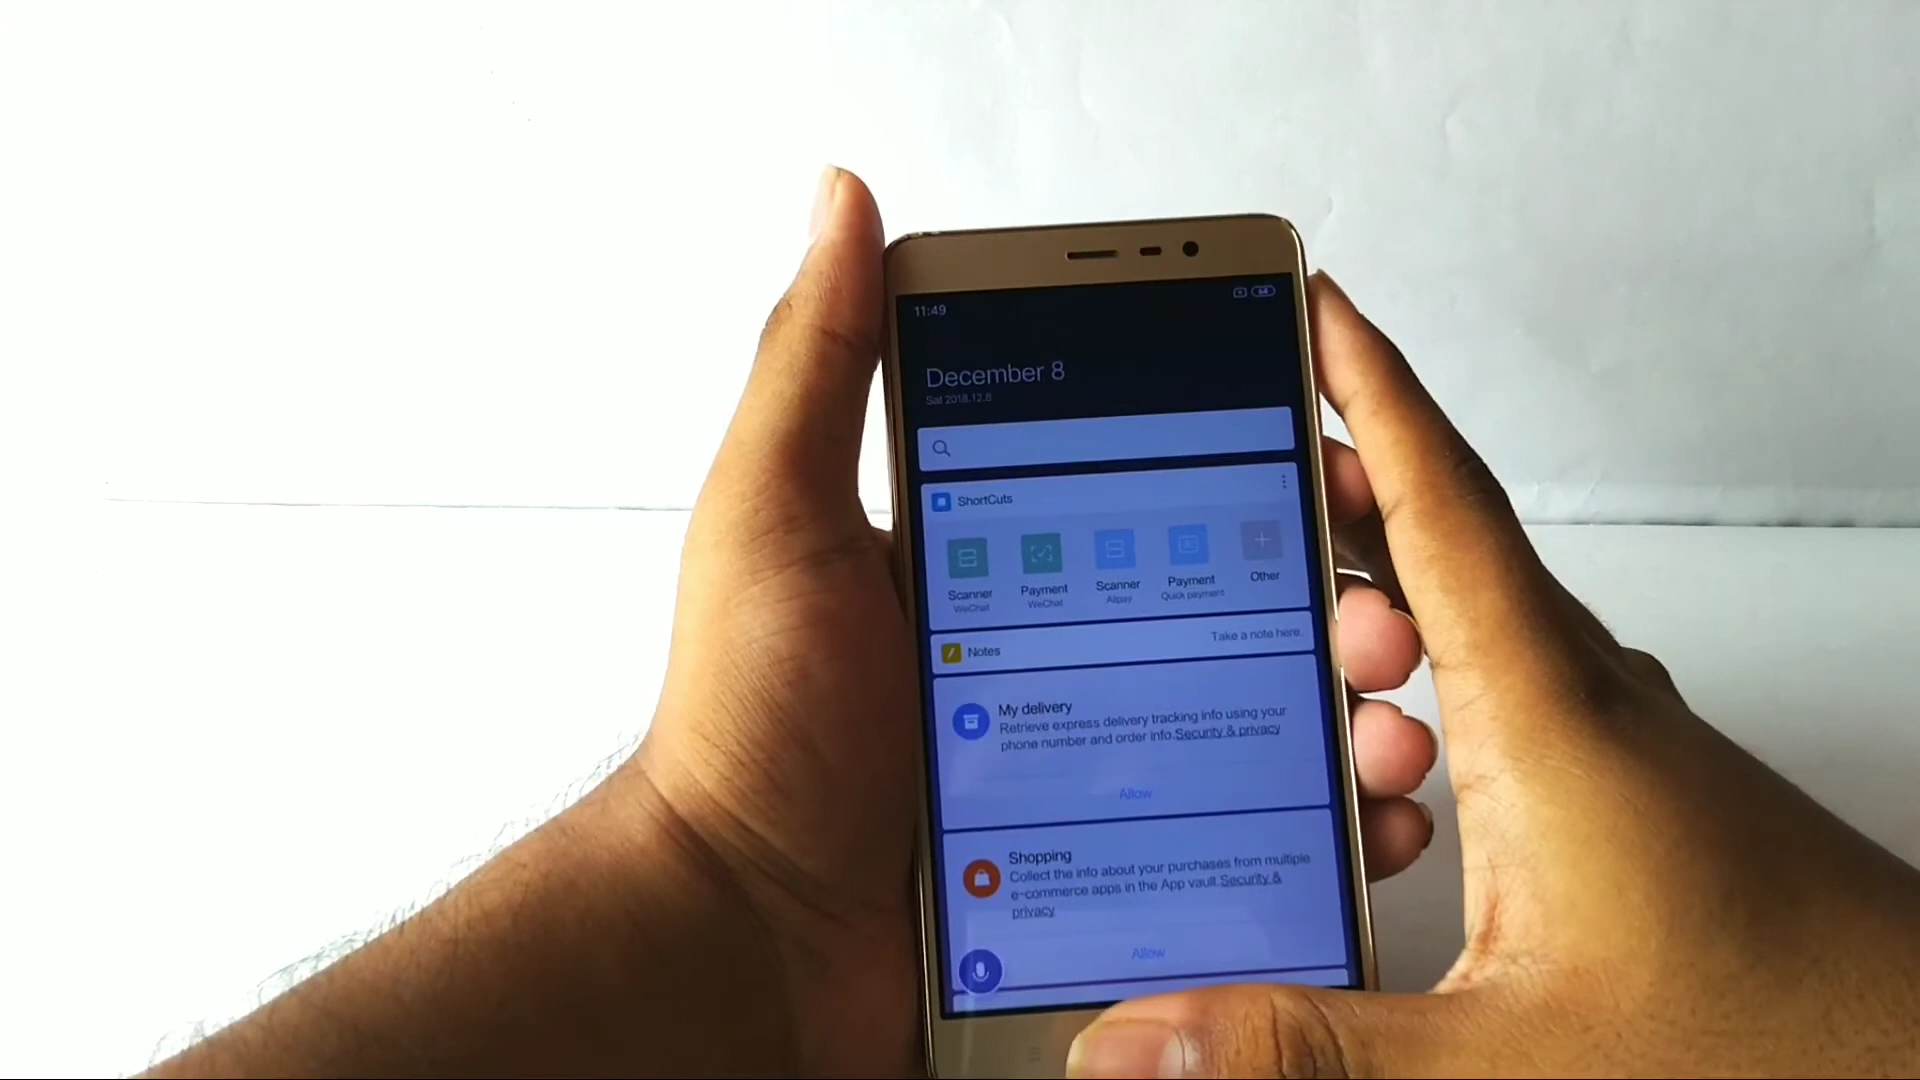 11:49
64
December 8
Sat 2018.12.8
ShortCuts
Scanner
WeChat
Payment
WeChat
Scanner
Alipay
Payment
Quick payment
Other
Notes
Take a note here.
My delivery
Retrieve express delivery tracking info using your
phone number and order info.Security & privacy
Allow
Shopping
Collect the info about your purchases from multiple
e-commerce apps in the App vault.Security &
privacy
Allow